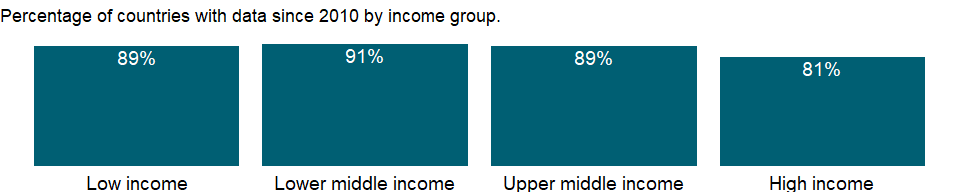 Percentage of countries with data since 2010 by income group.
89%
91%
89%
81%
Low income
Lower middle income
Upper middle income
High income